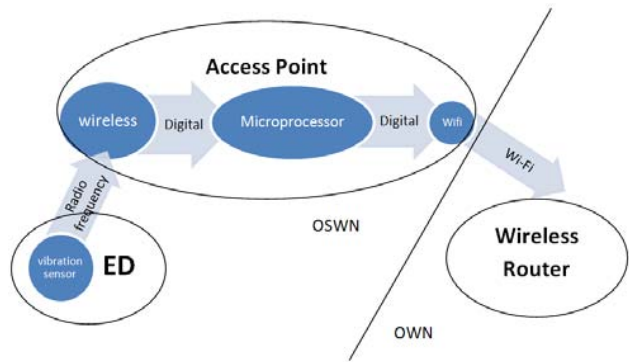 Access Point
wireless
Digital
Microprocessor
Digital
Wifi
Wi-Fi
Radio
frequency
OSWN
vibration
sensor
ED
Wireless
Router
OWN